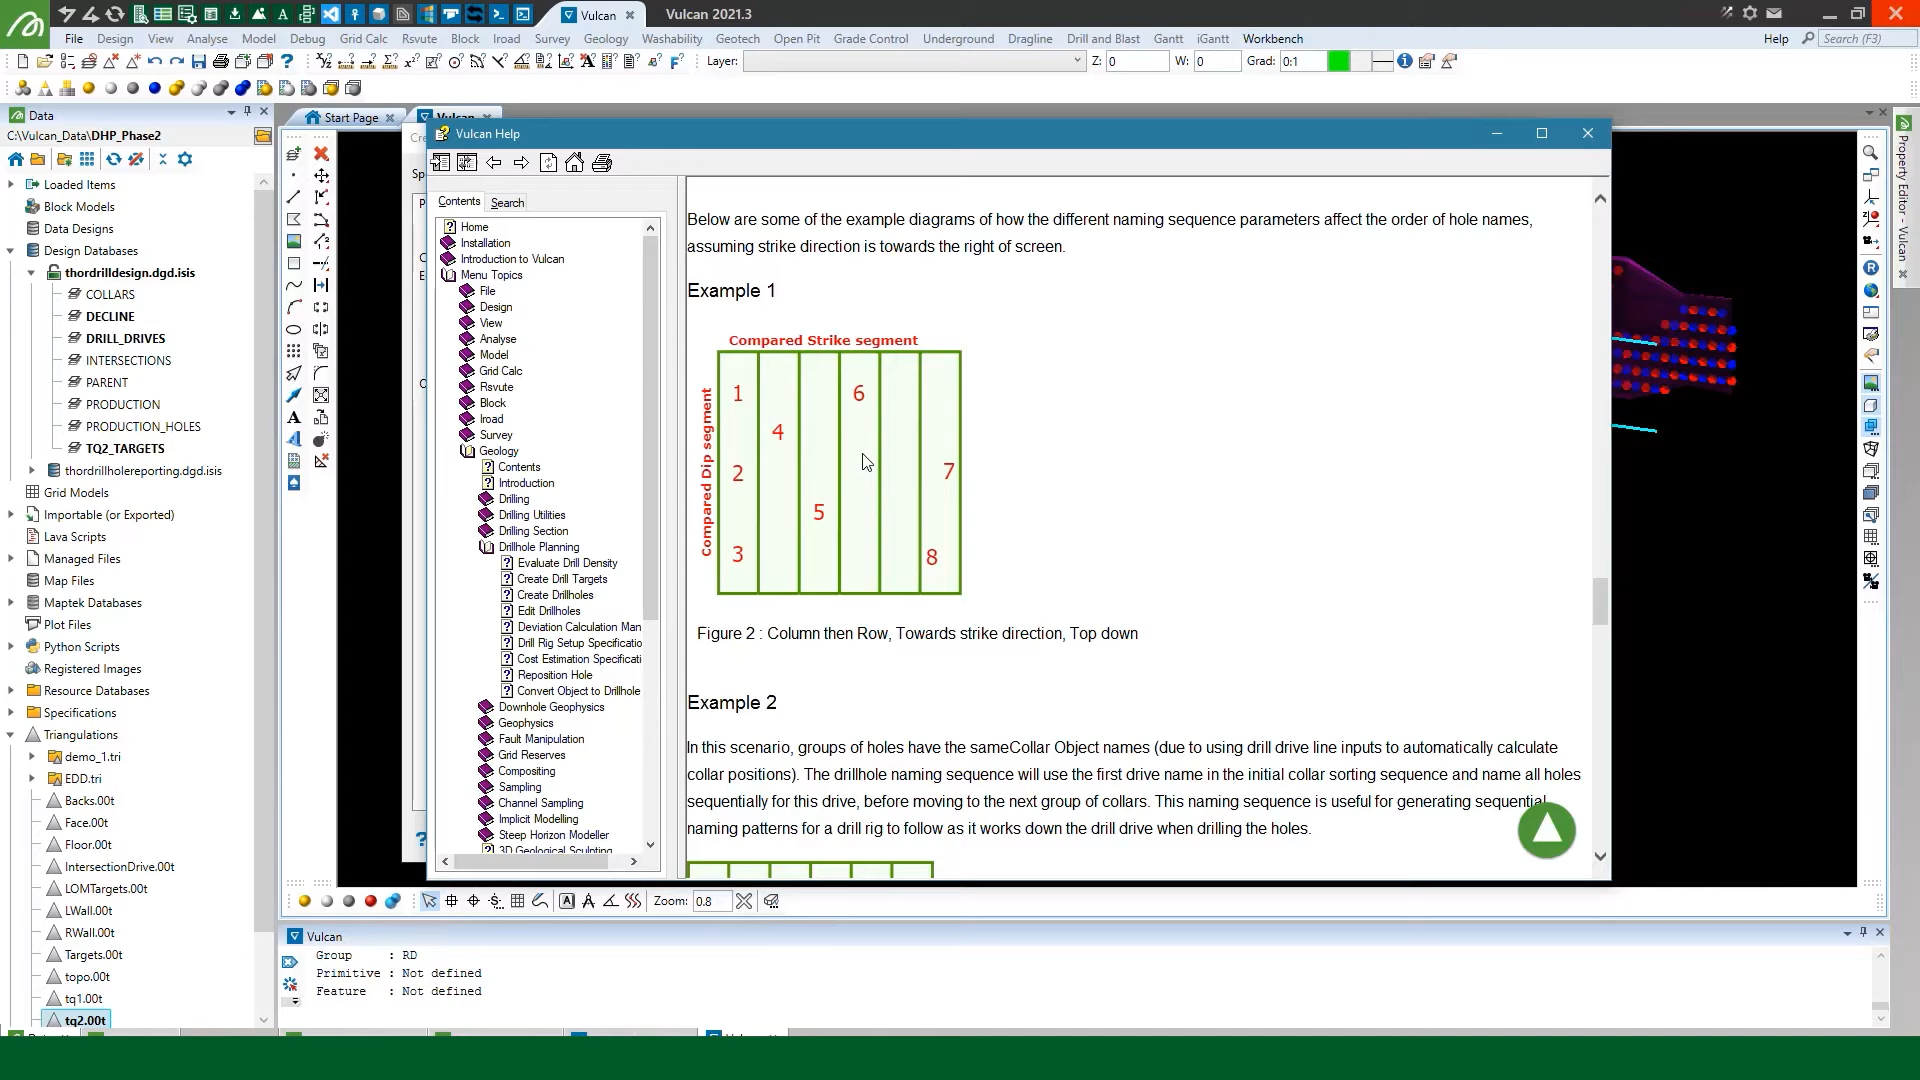 Vulcan
Vulcan 2021.3
File Design View Analyse Model Debug Grid Calc Rsvute Block Iroad Survey Geology Washability Geotech Open Pit Grade Control Underground Dragline Drill and Blast Gantt iGantt Workbench Help Search (F3)
Layer: Z: 0 W: 0 Grad: 0:1
Data
C:\Vulcan_Data\DHP_Phase2
Loaded Items
Block Models
Data Designs
Design Databases
thordrilldesign.dgd.isis
COLLARS
DECLINE
DRILL_DRIVES
INTERSECTIONS
PARENT
PRODUCTION
PRODUCTION_HOLES
TQ2_TARGETS
thordrillholereporting.dgd.isis
Grid Models
Importable (or Exported)
Lava Scripts
Managed Files
Map Files
Maptek Databases
Plot Files
Python Scripts
Registered Images
Resource Databases
Specifications
Triangulations
demo_1.tri
EDD.tri
Backs.00t
Face.00t
Floor.00t
IntersectionDrive.00t
LOMTargets.00t
LWall.00t
RWall.00t
Targets.00t
topo.00t
tq1.00t
tq2.00t
Start Page
Vulcan
Vulcan Help
Contents
Search
Home
Installation
Introduction to Vulcan
Menu Topics
File
Design
View
Analyse
Model
Grid Calc
Rsvute
Block
Iroad
Survey
Geology
Contents
Introduction
Drilling
Drilling Utilities
Drilling Section
Drillhole Planning
Evaluate Drill Density
Create Drill Targets
Create Drillholes
Edit Drillholes
Deviation Calculation Man
Drill Rig Setup Specificatio
Cost Estimation Specificati
Reposition Hole
Convert Object to Drillhole
Downhole Geophysics
Geophysics
Fault Manipulation
Grid Reserves
Compositing
Sampling
Channel Sampling
Implicit Modelling
Steep Horizon Modeller
3D Geological Sculpting
Below are some of the example diagrams of how the different naming sequence parameters affect the order of hole names,
assuming strike direction is towards the right of screen.
Example 1
Compared Strike segment
Compared Dip segment
1
6
4
2
7
5
3
8
Figure 2 : Column then Row, Towards strike direction, Top down
Example 2
In this scenario, groups of holes have the sameCollar Object names (due to using drill drive line inputs to automatically calculate
collar positions). The drillhole naming sequence will use the first drive name in the initial collar sorting sequence and name all holes
sequentially for this drive, before moving to the next group of collars. This naming sequence is useful for generating sequential
naming patterns for a drill rig to follow as it works down the drill drive when drilling the holes.
Property Editor - Vulcan
Zoom: 0.8
Vulcan
Group : RD
Primitive : Not defined
Feature : Not defined